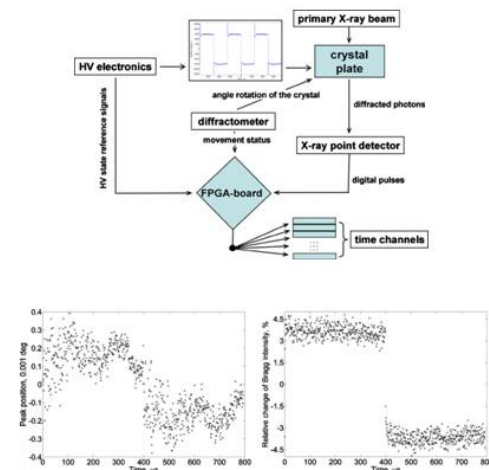 primary X-ray beam
HV electronics
crystal
plate
angle rotation of the crystal
diffracted photons
diffractometer
movement status
X-ray point detector
HV state reference signals
FPGA-board
digital pulses
time channels
0.4
0.3
0.2
0.1
0
-0.1
-0.2
-0.3
-0.4
Peak position, 0.001 deg
0 100 200 300 400 500 600 700 800
4.5
3
1.5
0
-1.5
-3
-4.5
Relative change of Bragg intensity, %
0 100 200 300 400 500 600 700 800